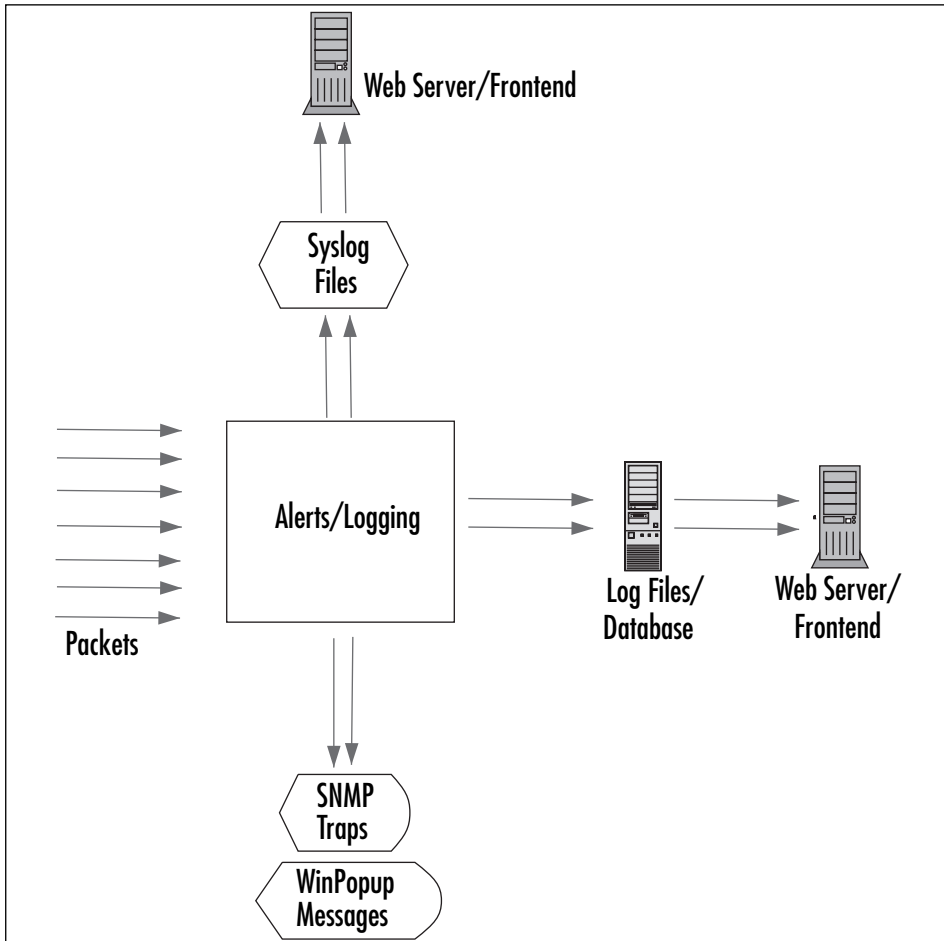 Web Server/Frontend
Syslog
Files
Alerts/Logging
Packets
Log Files/
Database
Web Server/
Frontend
SNMP
Traps
WinPopup
Messages